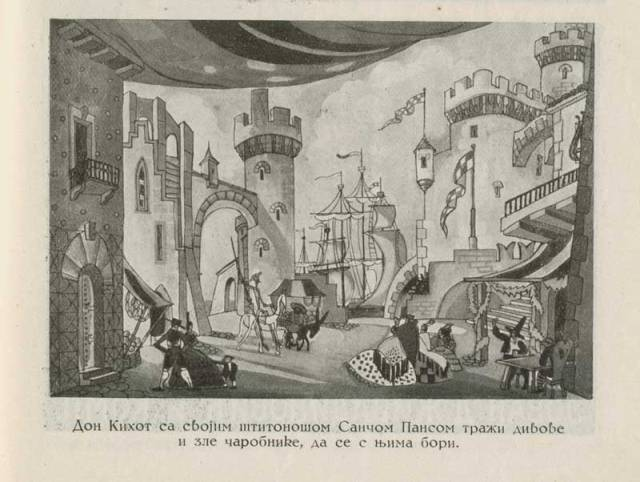 Дон Кихот са својим штитоношом Санчом Пансом тражи дивове
и зле чаробнике, да се с њима бори.